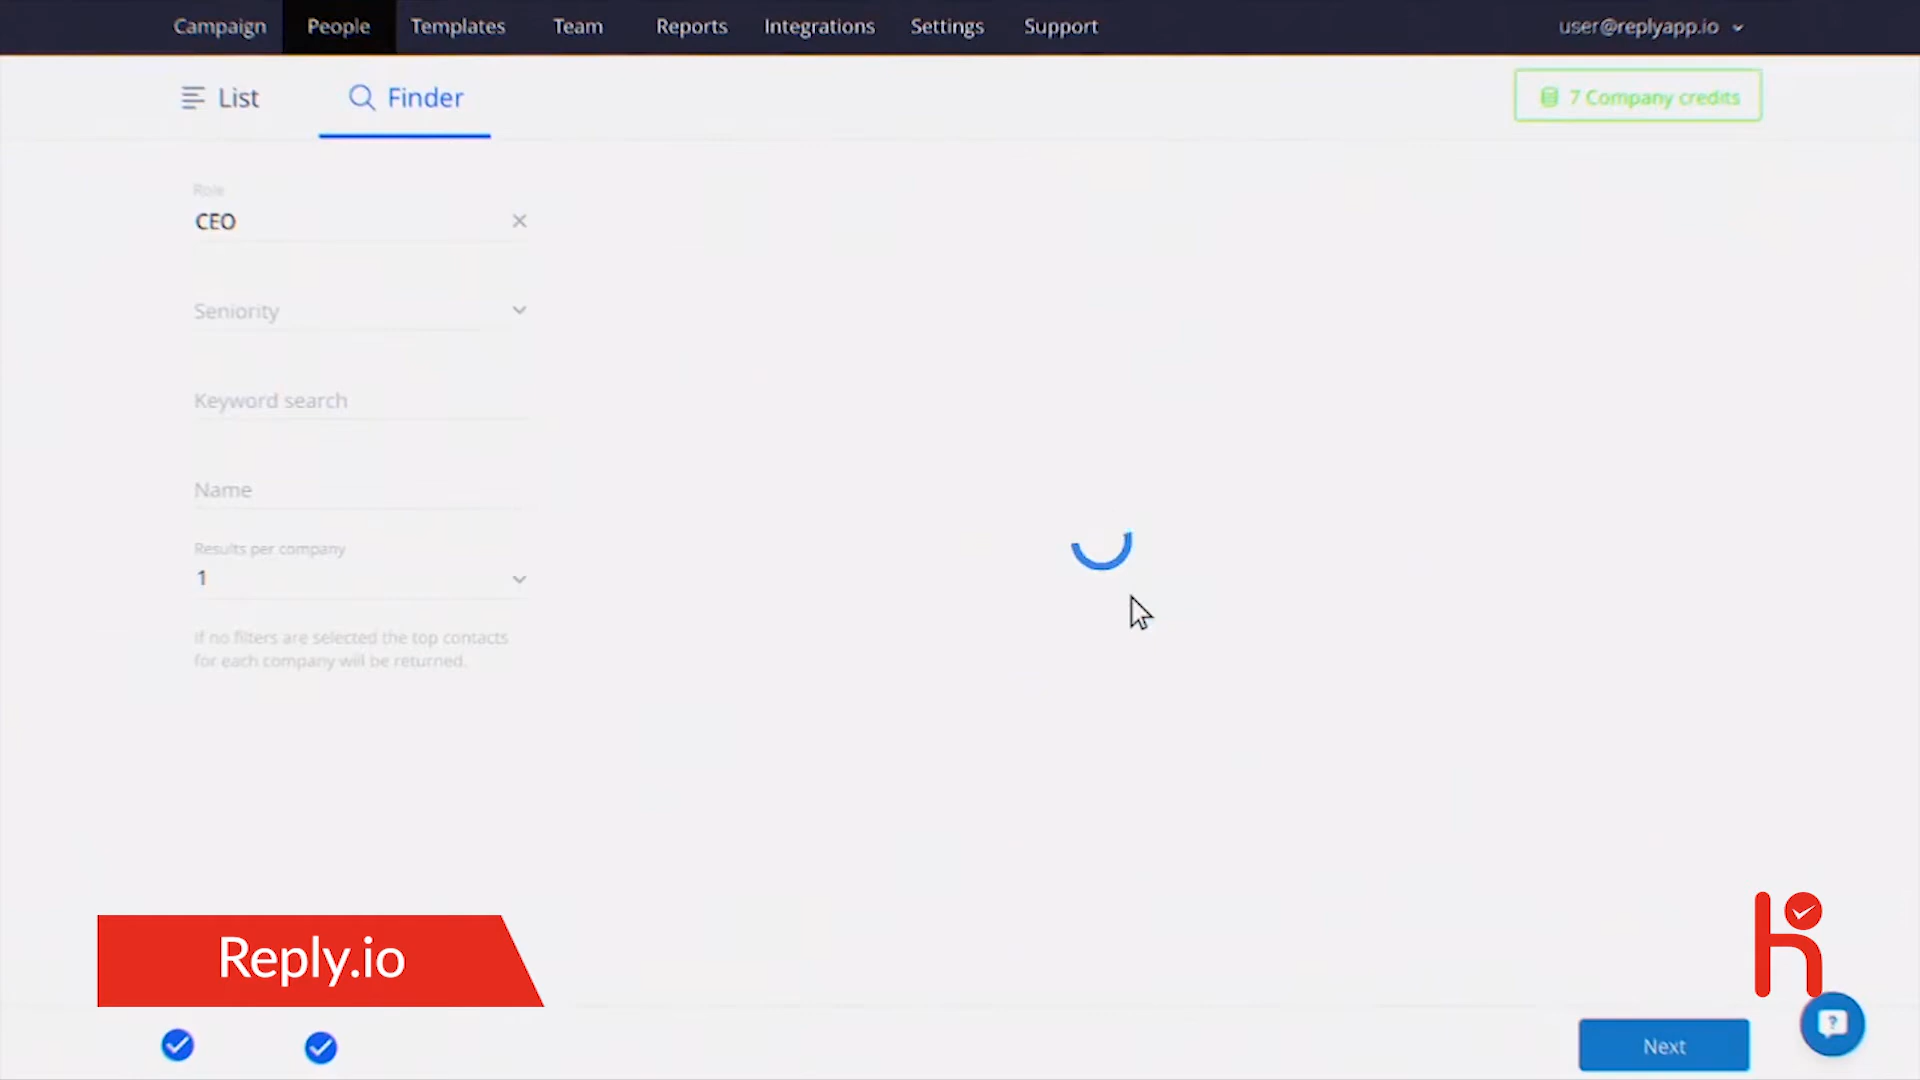 Campaign People Templates Team Reports Integrations Settings Support user@replyapp.io
List Finder 7 Company credits
Role
CEO
Seniority
Keyword search
Name
Results per company
1
If no filters are selected the top contacts
for each company will be returned.
Reply.io
Next